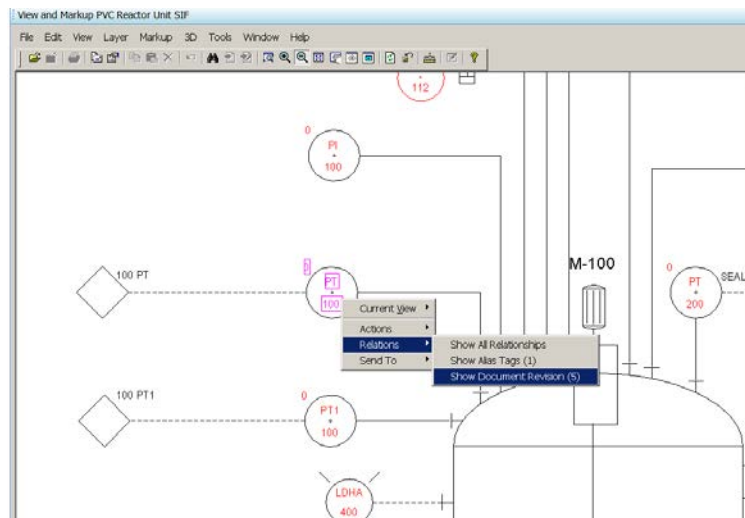 View and Markup PVC Reactor Unit SIF
File Edit View Layer Markup 3D Tools Window Help
112
0
PI
100
100 PT
0
PT
100
M-100
0
PT
200
SEAL
Current View
Actions
Relations
Send To
Show All Relationships
Show Alias Tags (1)
Show Document Revision (5)
100 PT1
0
PT1
100
LDHA
400